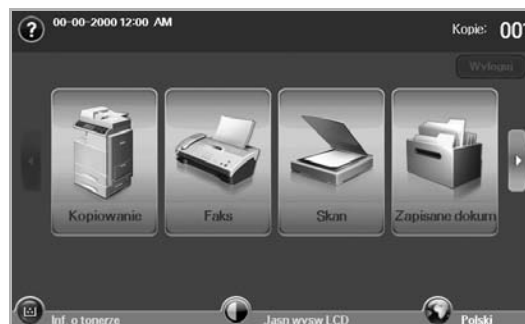 ? 00-00-2000 12:00 AM Kopie: 001
Wyloguj
Kopiowanie Faks Skan Zapisane dokum
Inf. o tonerze Jasn wysw LCD Polski